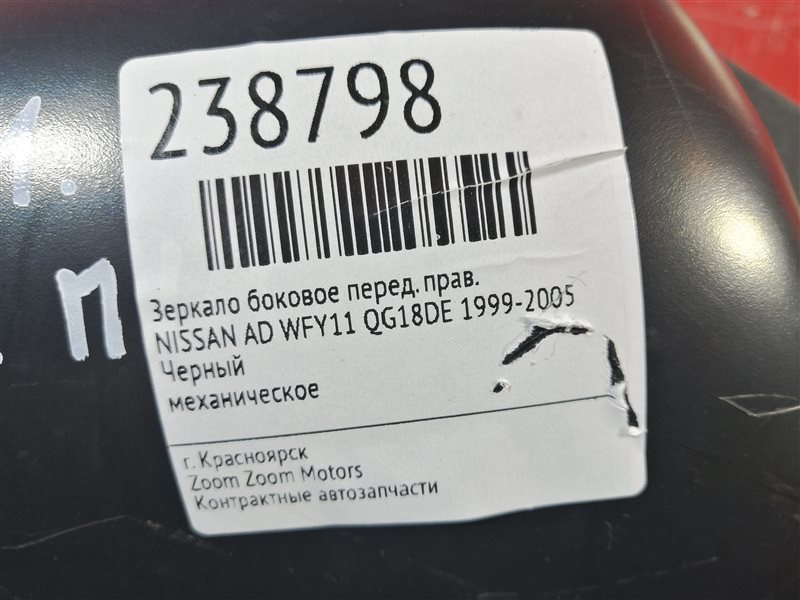 238798
Зеркало боковое перед. прав.
NISSAN AD WFY11 QG18DE 1999-2005
Черный
механическое
г. Красноярск
Zoom Zoom Motors
Контрактные автозапчасти
1.
П